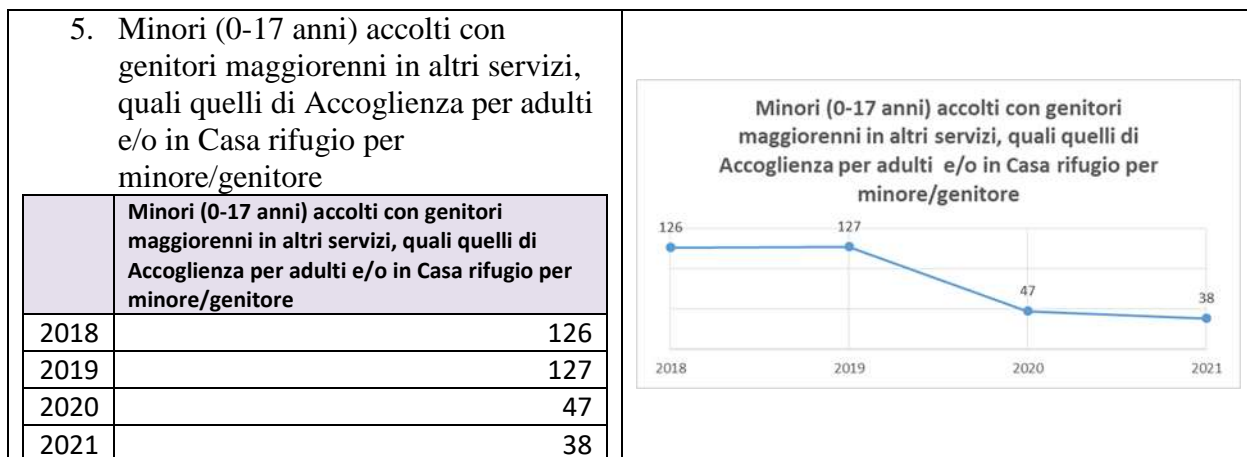 5. Minori (0-17 anni) accolti con
genitori maggiorenni in altri servizi,
quali quelli di Accoglienza per adulti
e/o in Casa rifugio per
minore/genitore
Minori (0-17 anni) accolti con genitori
maggiorenni in altri servizi, quali quelli di
Accoglienza per adulti e/o in Casa rifugio per
minore/genitore
2018 126
2019 127
2020 47
2021 38
Minori (0-17 anni) accolti con genitori
maggiorenni in altri servizi, quali quelli di
Accoglienza per adulti e/o in Casa rifugio per
minore/genitore
126 127
47 38
2018 2019 2020 2021